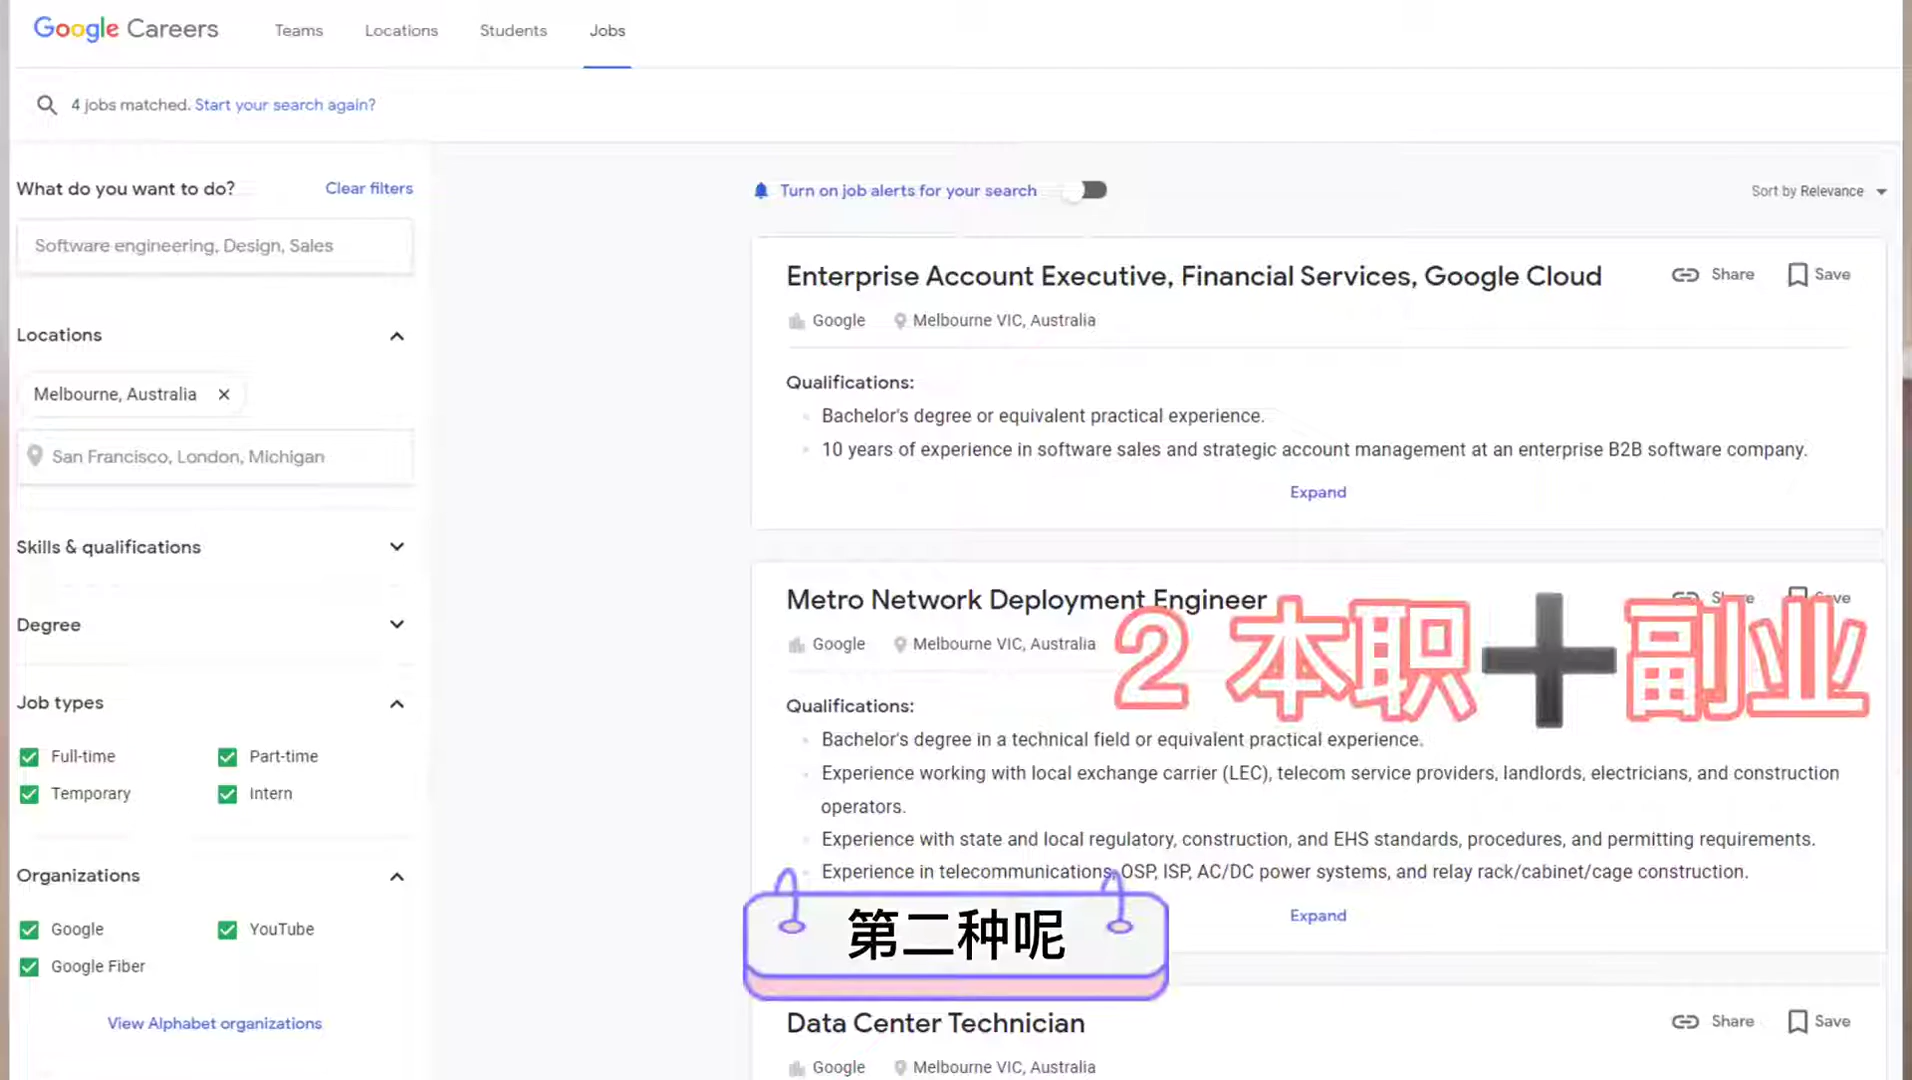 Google Careers
Teams
Locations
Students
Jobs
4 jobs matched. Start your search again?
What do you want to do?
Clear filters
Software engineering, Design, Sales
Locations
Melbourne, Australia
San Francisco, London, Michigan
Skills & qualifications
Degree
Job types
Full-time
Part-time
Temporary
Intern
Organizations
Google
YouTube
Google Fiber
View Alphabet organizations
Turn on job alerts for your search
Sort by Relevance
Enterprise Account Executive, Financial Services, Google Cloud
Share
Save
Google
Melbourne VIC, Australia
Qualifications:
Bachelor's degree or equivalent practical experience.
10 years of experience in software sales and strategic account management at an enterprise B2B software company.
Expand
Metro Network Deployment Engineer
Share
Save
Google
Melbourne VIC, Australia
2 本职➕副业
Qualifications:
Bachelor's degree in a technical field or equivalent practical experience.
Experience working with local exchange carrier (LEC), telecom service providers, landlords, electricians, and construction
operators.
Experience with state and local regulatory, construction, and EHS standards, procedures, and permitting requirements.
Experience in telecommunications, OSP, ISP, AC/DC power systems, and relay rack/cabinet/cage construction.
Expand
第二种呢
Data Center Technician
Share
Save
Google
Melbourne VIC, Australia